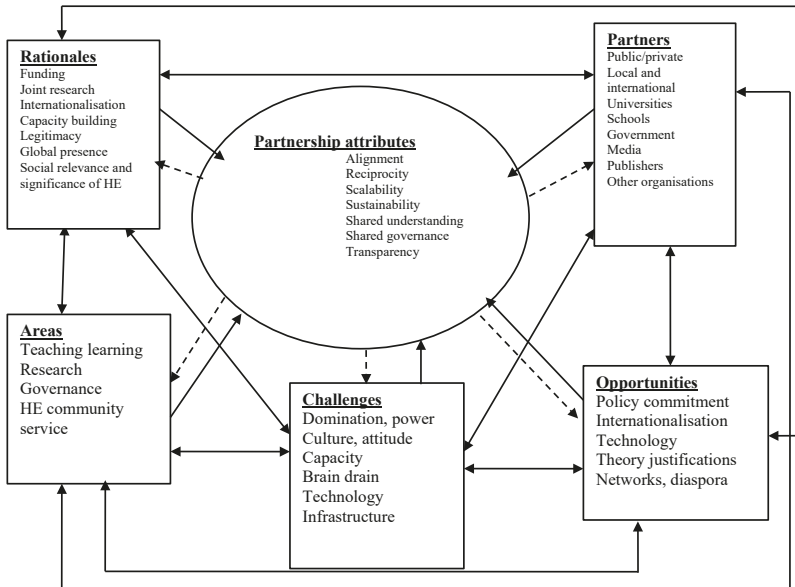 Rationales
Funding
Joint research
Internationalisation
Capacity building
Legitimacy
Global presence
Social relevance and
significance of HE
Partners
Public/private
Local and
international
Universities
Schools
Government
Media
Publishers
Other organisations
Partnership attributes
Alignment
Reciprocity
Scalability
Sustainability
Shared understanding
Shared governance
Transparency
Areas
Teaching learning
Research
Governance
HE community
service
Challenges
Domination, power
Culture, attitude
Capacity
Brain drain
Technology
Infrastructure
Opportunities
Policy commitment
Internationalisation
Technology
Theory justifications
Networks, diaspora